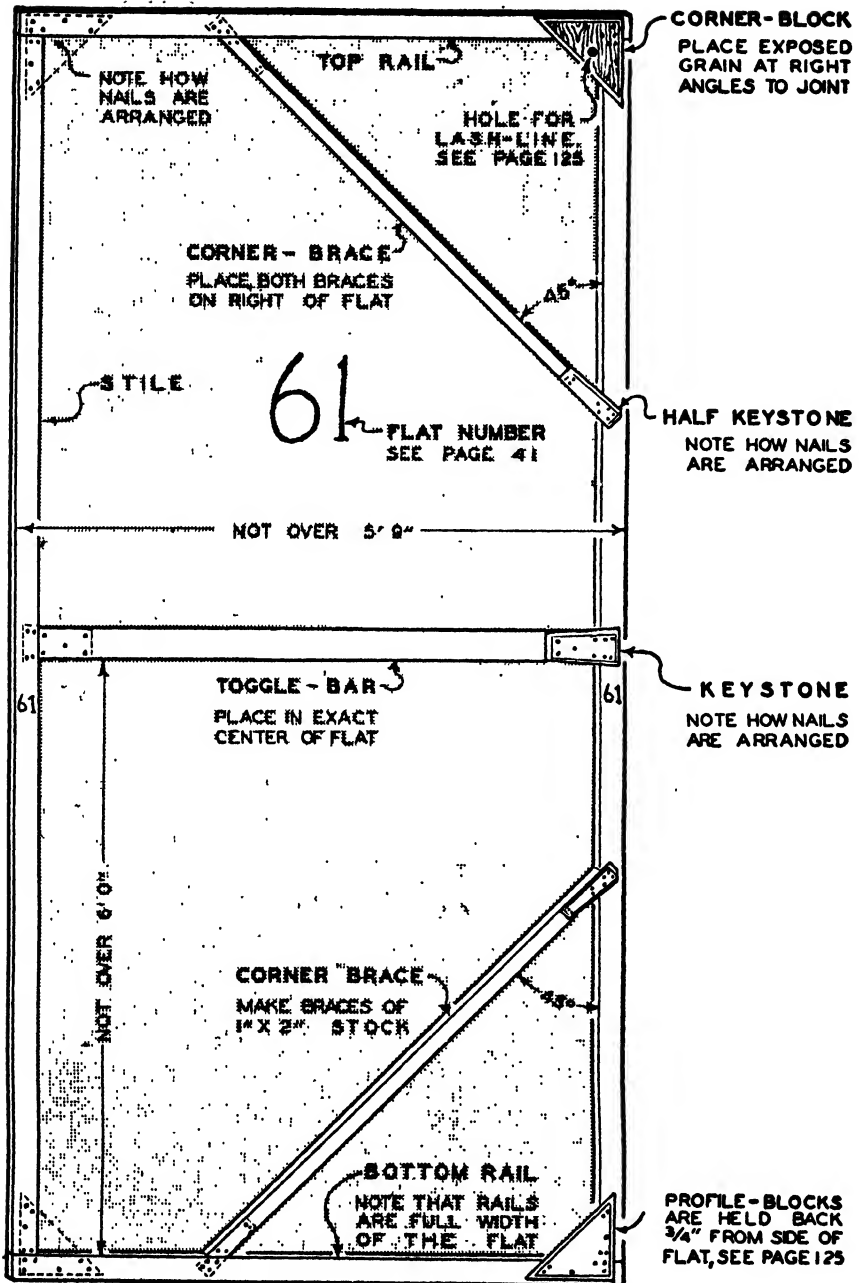 CORNER-BLOCK
PLACE EXPOSED
GRAIN AT RIGHT
ANGLES TO JOINT
TOP RAIL
NOTE HOW
NAILS ARE
ARRANGED
HOLE FOR
LASH-LINE.
SEE PAGE 125
CORNER-BRACE
PLACE BOTH BRACES
ON RIGHT OF FLAT
45°
STILE
61
FLAT NUMBER
SEE PAGE 41
HALF KEYSTONE
NOTE HOW NAILS
ARE ARRANGED
NOT OVER 5'9"
TOGGLE-BAR
PLACE IN EXACT
CENTER OF FLAT
61
61
KEYSTONE
NOTE HOW NAILS
ARE ARRANGED
NOT OVER 6'0"
CORNER BRACE
MAKE BRACES OF
1" X 2" STOCK
45°
BOTTOM RAIL
NOTE THAT RAILS
ARE FULL WIDTH
OF THE FLAT
PROFILE-BLOCKS
ARE HELD BACK
3/4" FROM SIDE OF
FLAT, SEE PAGE 125